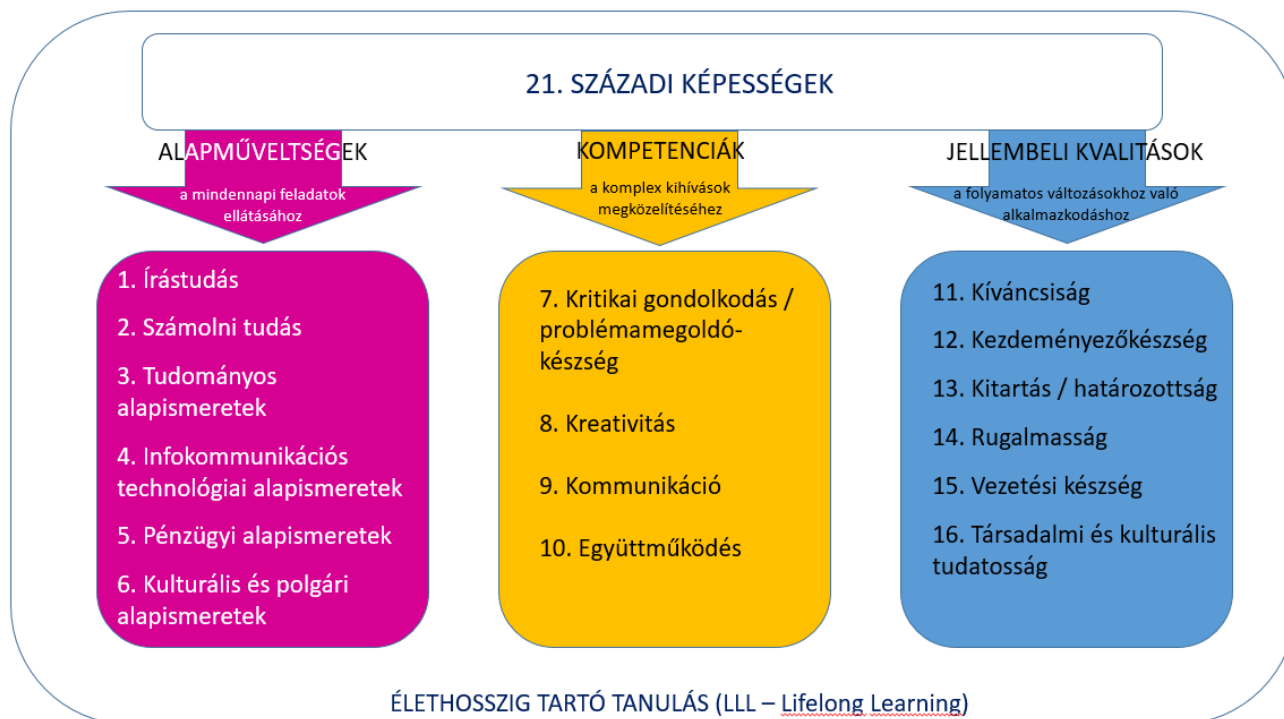 21. SZÁZADI KÉPESSÉGEK
ALAPMŰVELTSÉGEK
a mindennapi feladatok
ellátásához
1. Írástudás
2. Számolni tudás
3. Tudományos
alapismeretek
4. Infokommunikációs
technológiai alapismeretek
5. Pénzügyi alapismeretek
6. Kulturális és polgári
alapismeretek
KOMPETENCIÁK
a komplex kihívások
megközelítéséhez
7. Kritikai gondolkodás /
problémamegoldó-
készség
8. Kreativitás
9. Kommunikáció
10. Együttműködés
JELLEMBELI KVALITÁSOK
a folyamatos változásokhoz való
alkalmazkodáshoz
11. Kíváncsiság
12. Kezdeményezőkészség
13. Kitartás / határozottság
14. Rugalmasság
15. Vezetési készség
16. Társadalmi és kulturális
tudatosság
ÉLETHOSSZIG TARTÓ TANULÁS (LLL – Lifelong Learning)